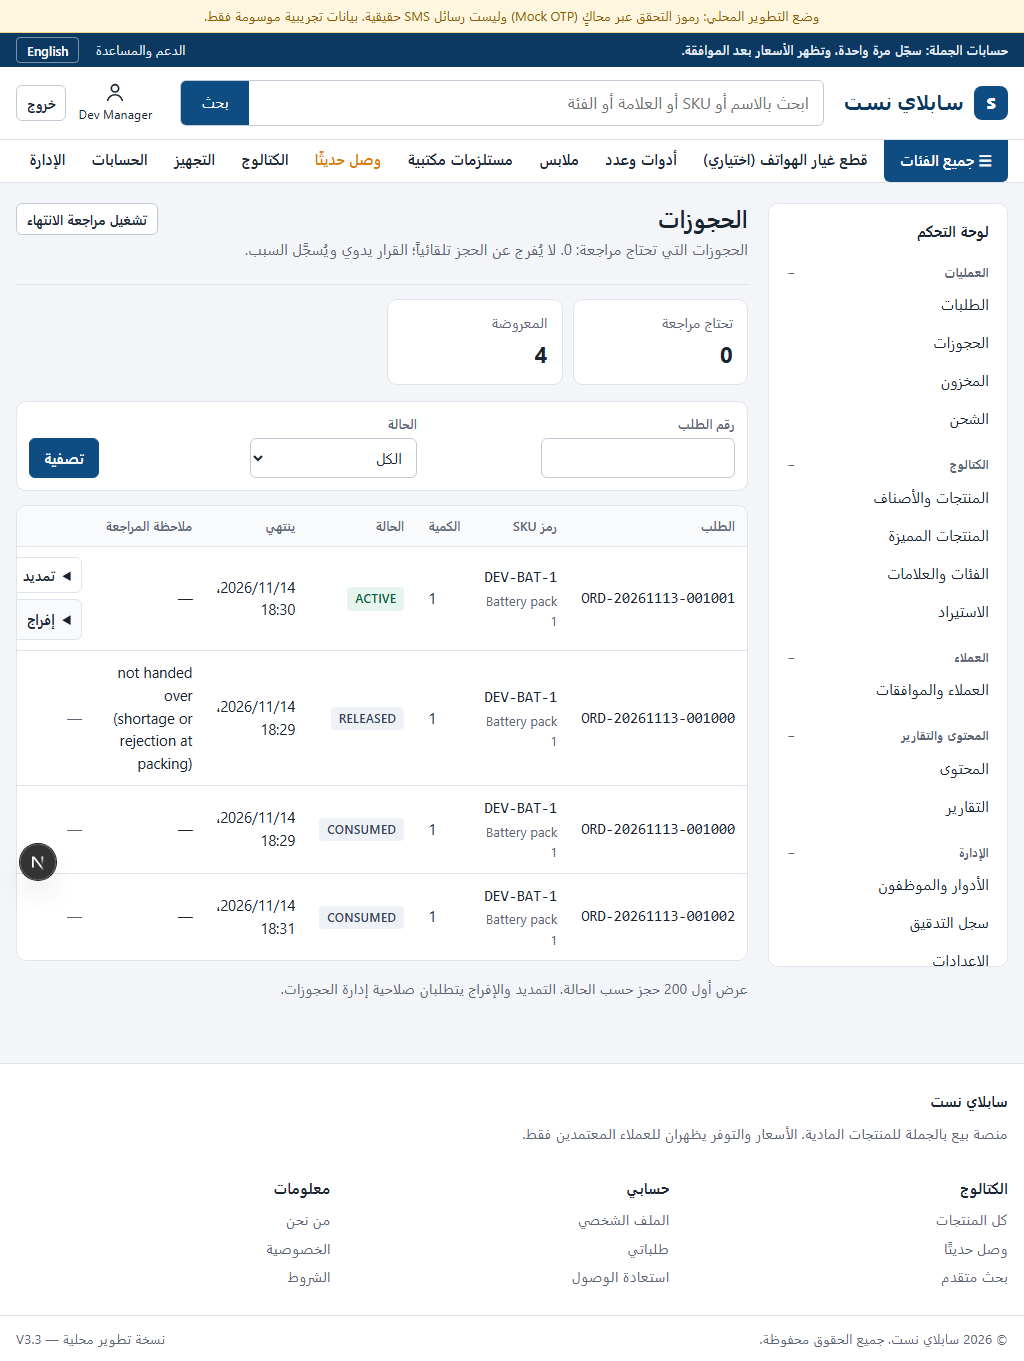 وضع التطوير المحلي: رموز التحقق عبر محاكٍ (Mock OTP) وليست رسائل SMS حقيقية. بيانات تجريبية موسومة فقط.
حسابات الجملة: سجّل مرة واحدة، وتظهر الأسعار بعد الموافقة.
الدعم والمساعدة
English
S
سابلاي نست
ابحث بالاسم أو SKU أو العلامة أو الفئة
بحث
Dev Manager
خروج
☰ جميع الفئات
قطع غيار الهواتف (اختياري)
أدوات وعدد
ملابس
مستلزمات مكتبية
وصل حديثًا
الكتالوج
التجهيز
الحسابات
الإدارة
لوحة التحكم
العمليات
–
الطلبات
الحجوزات
المخزون
الشحن
الكتالوج
–
المنتجات والأصناف
المنتجات المميزة
الفئات والعلامات
الاستيراد
العملاء
–
العملاء والموافقات
المحتوى والتقارير
–
المحتوى
التقارير
الإدارة
–
الأدوار والموظفون
سجل التدقيق
الإعدادات
الحجوزات
تشغيل مراجعة الانتهاء
الحجوزات التي تحتاج مراجعة: 0. لا يُفرج عن الحجز تلقائياً؛ القرار يدوي ويُسجَّل السبب.
تحتاج مراجعة
0
المعروضة
4
رقم الطلب
الحالة
الكل
تصفية
الطلب
رمز SKU
الكمية
الحالة
ينتهي
ملاحظة المراجعة
ORD-20261113-001001
DEV-BAT-1
Battery pack
1
1
ACTIVE
2026/11/14،
18:30
—
◀ تمديد
◀ إفراج
ORD-20261113-001000
DEV-BAT-1
Battery pack
1
1
RELEASED
2026/11/14،
18:29
not handed
over
(shortage or
rejection at
packing)
—
ORD-20261113-001000
DEV-BAT-1
Battery pack
1
1
CONSUMED
2026/11/14،
18:29
—
—
ORD-20261113-001002
DEV-BAT-1
Battery pack
1
1
CONSUMED
2026/11/14،
18:31
—
—
N
عرض أول 200 حجز حسب الحالة. التمديد والإفراج يتطلبان صلاحية إدارة الحجوزات.
سابلاي نست
منصة بيع بالجملة للمنتجات المادية. الأسعار والتوفر يظهران للعملاء المعتمدين فقط.
الكتالوج
كل المنتجات
وصل حديثًا
بحث متقدم
حسابي
الملف الشخصي
طلباتي
استعادة الوصول
معلومات
من نحن
الخصوصية
الشروط
© 2026 سابلاي نست. جميع الحقوق محفوظة.
نسخة تطوير محلية — V3.3